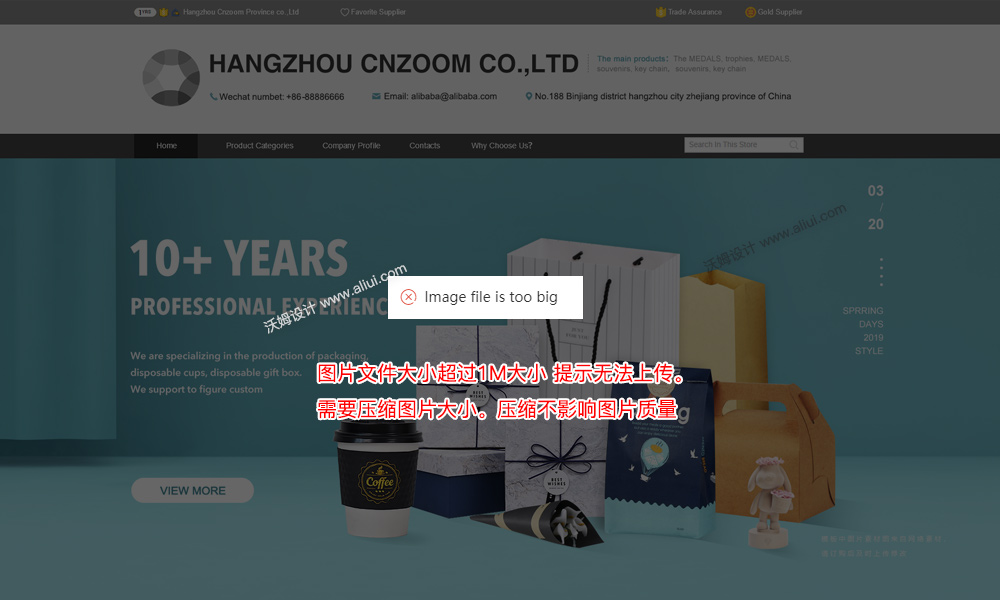 1YRS Hangzhou Cnzoom Province co.,Ltd
Favorite Supplier
Trade Assurance
Gold Supplier
HANGZHOU CNZOOM CO.,LTD
The main products: The MEDALS, trophies, MEDALS,
souvenirs, key chain, souvenirs, key chain
Wechat numbet: +86-88886666
Email: alibaba@alibaba.com
No.188 Binjiang district hangzhou city zhejiang province of China
Home
Product Categories
Company Profile
Contacts
Why Choose Us?
Search In This Store
03
/
20
沃姆设计 www.aliui.com
10+ YEARS
沃姆设计 www.aliui.com
PROFESSIONAL EXPERIENC
Image file is too big
SPRRING
DAYS
2019
STYLE
JUST
FOR YOU
We are specializing in the production of packaging,
disposable cups, disposable gift box.
We support to figure custom
图片文件大小超过1M大小 提示无法上传。
需要压缩图片大小。压缩不影响图片质量
BEST
WISHES
g
Coffee
BEST
WISHES
VIEW MORE